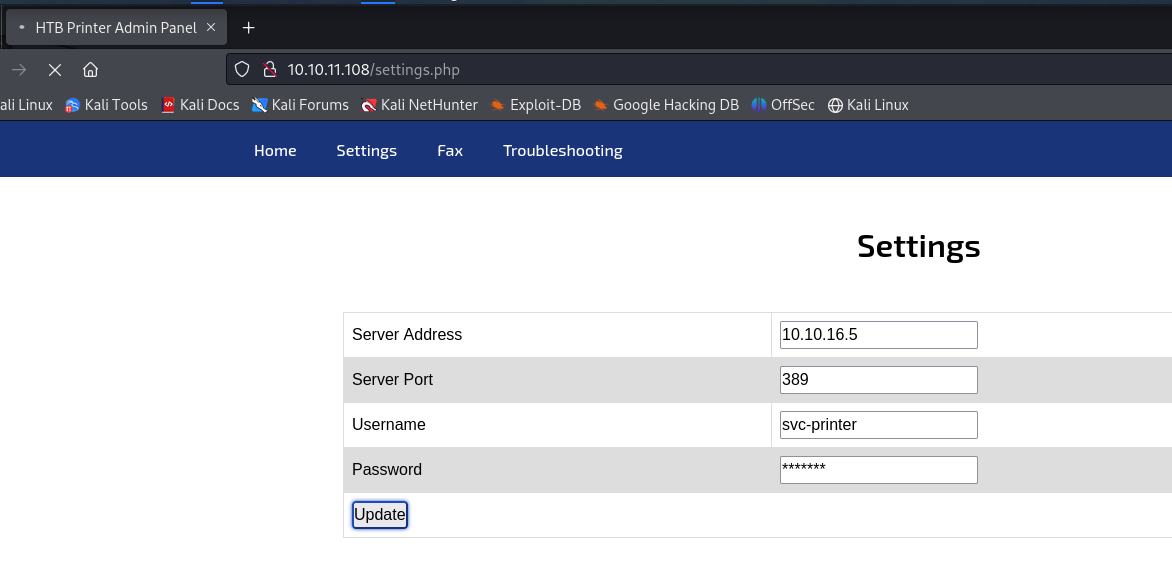 HTB Printer Admin Panel
10.10.11.108/settings.php
ali Linux Kali Tools Kali Docs Kali Forums Kali NetHunter Exploit-DB Google Hacking DB OffSec Kali Linux
Home Settings Fax Troubleshooting
Settings
Server Address 10.10.16.5
Server Port 389
Username svc-printer
Password *******
Update